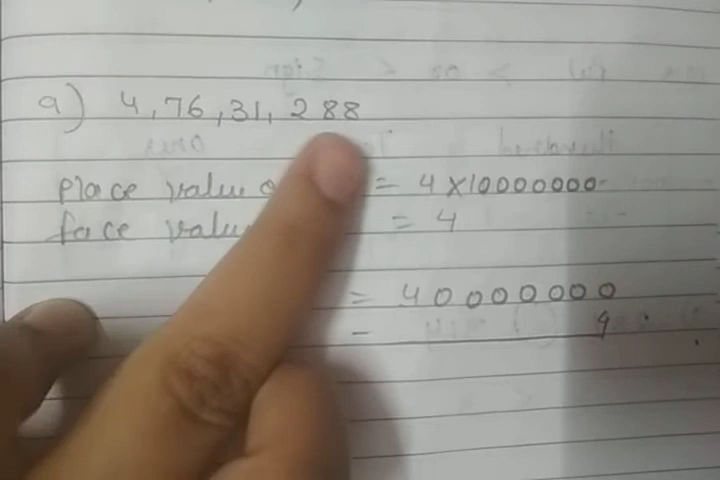 a) 4,76,31,288
Place value = 4×10000000
face value = 4
= 40000000
- 4